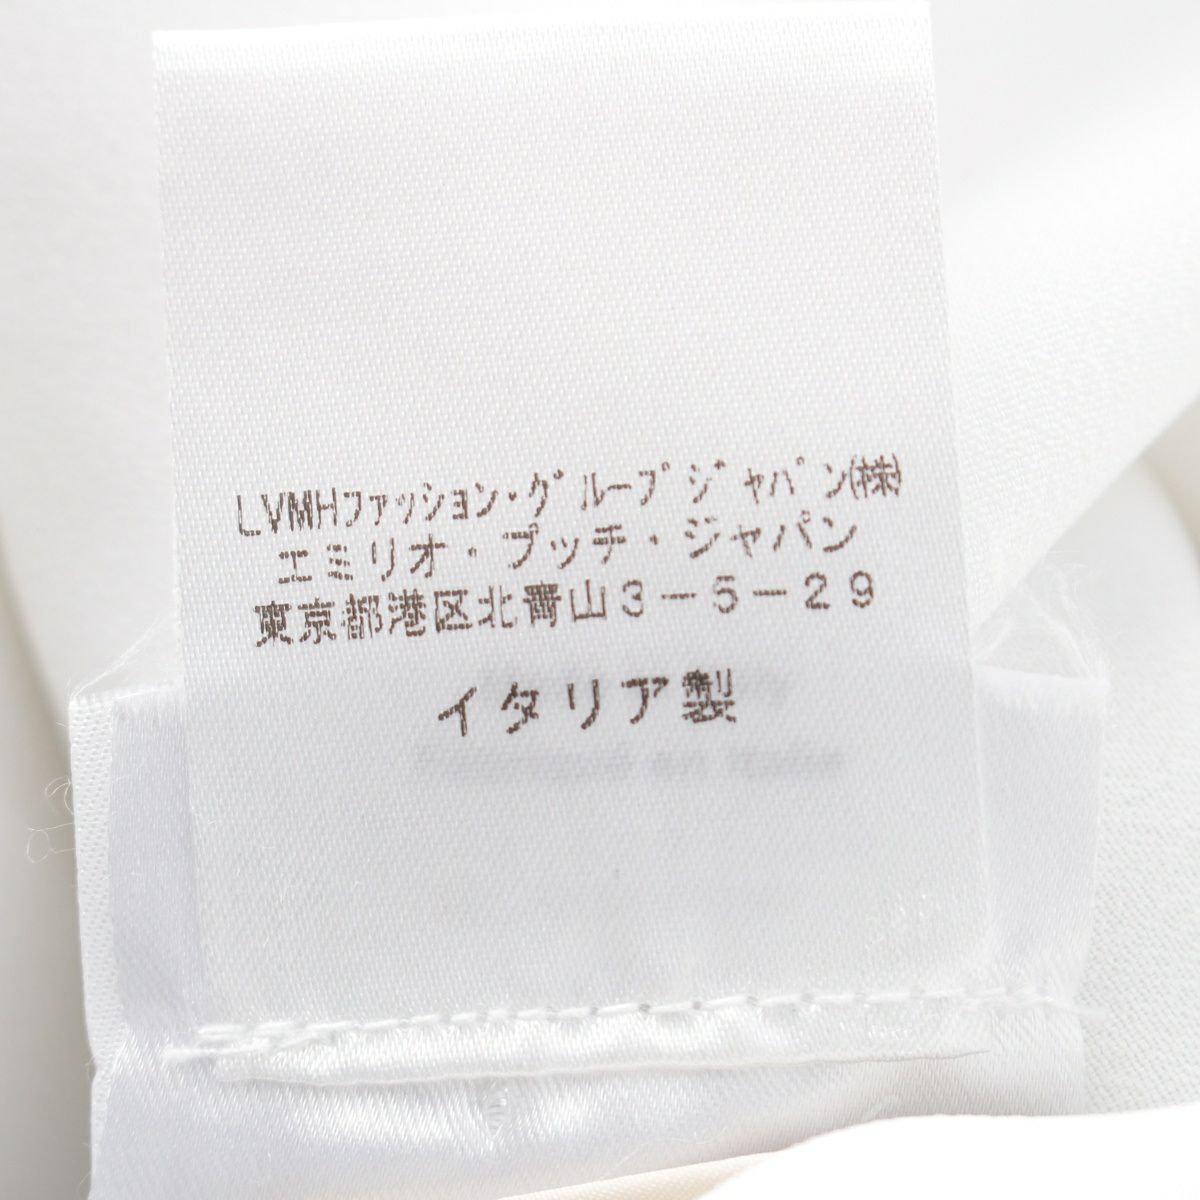 LVMHファッション・グループジャパン(株)
エミリオ・プッチ・ジャパン
東京都港区北青山3-5-29
イタリア製